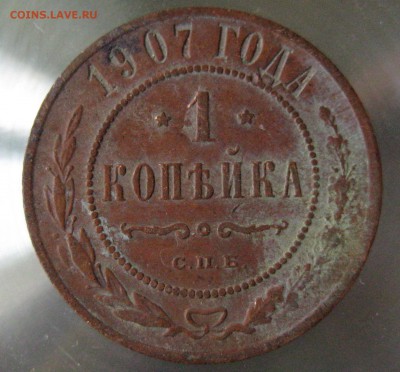 COINS.LAVE.RU
1907 ГОДА
1
КОПѢЙКА
С.П.Б.